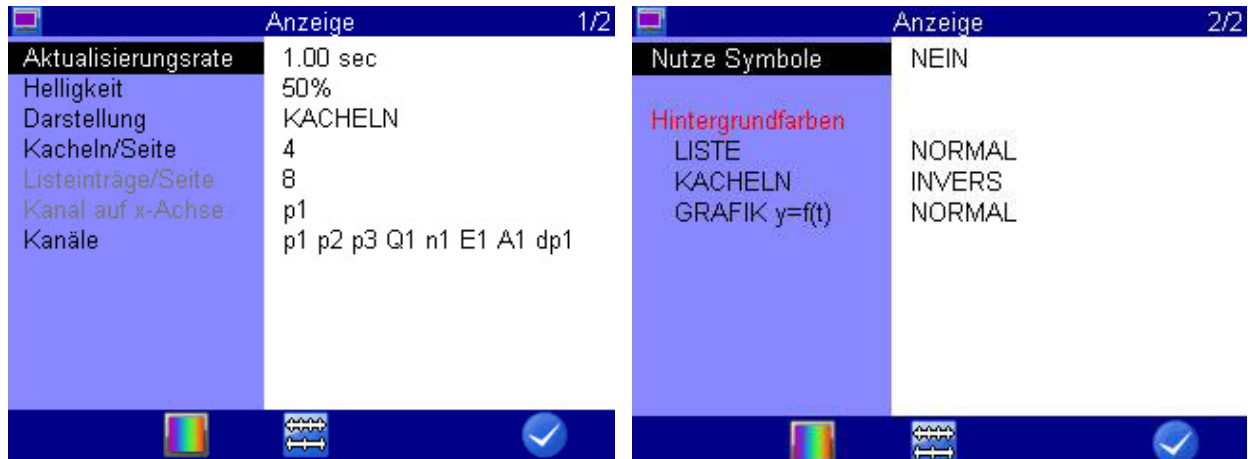 Anzeige 1/2
Aktualisierungsrate 1.00 sec
Helligkeit 50%
Darstellung KACHELN
Kacheln/Seite 4
Listeinträge/Seite 8
Kanal auf x-Achse p1
Kanäle p1 p2 p3 Q1 n1 E1 A1 dp1
Anzeige 2/2
Nutze Symbole NEIN
Hintergrundfarben
LISTE NORMAL
KACHELN INVERS
GRAFIK y=f(t) NORMAL